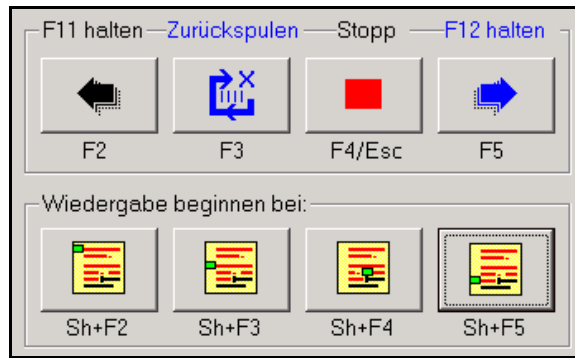 F11 halten Zurückspulen Stopp F12 halten
F2 F3 F4/Esc F5
Wiedergabe beginnen bei:
Sh+F2 Sh+F3 Sh+F4 Sh+F5